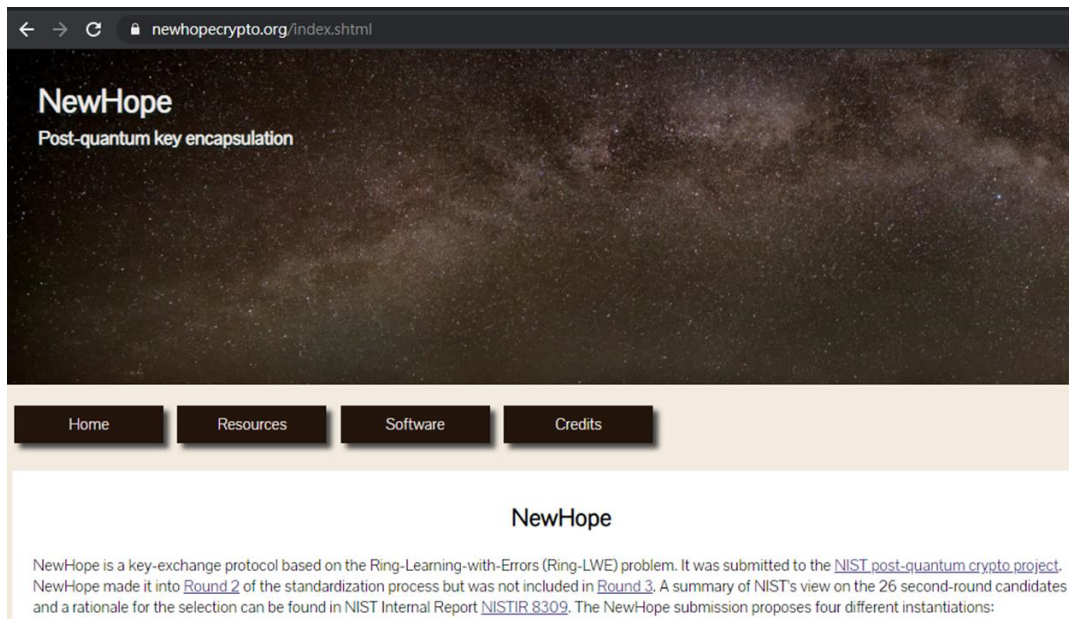 newhopecrypto.org/index.shtml
NewHope
Post-quantum key encapsulation
Home
Resources
Software
Credits
NewHope
NewHope is a key-exchange protocol based on the Ring-Learning-with-Errors (Ring-LWE) problem. It was submitted to the NIST post-quantum crypto project.
NewHope made it into Round 2 of the standardization process but was not included in Round 3. A summary of NIST's view on the 26 second-round candidates
and a rationale for the selection can be found in NIST Internal Report NISTIR 8309. The NewHope submission proposes four different instantiations: